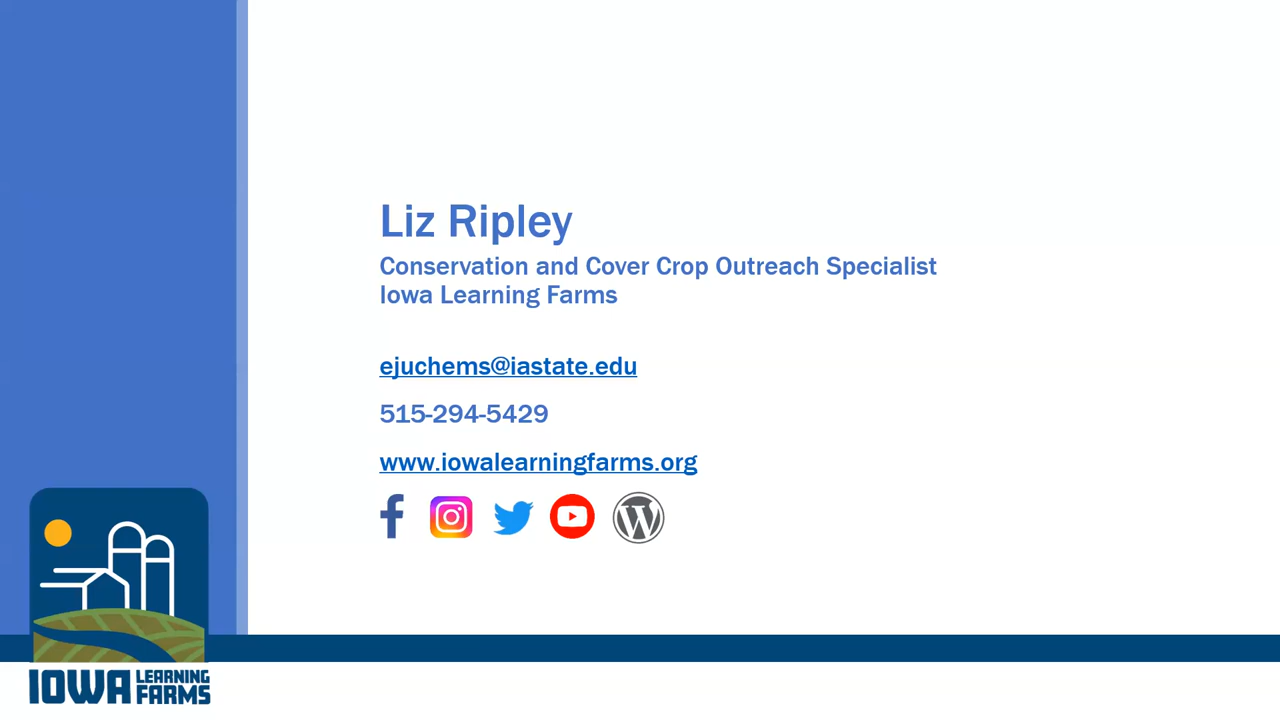 Liz Ripley
Conservation and Cover Crop Outreach Specialist
Iowa Learning Farms
ejuchems@iastate.edu
515-294-5429
www.iowalearningfarms.org
IOWA LEARNING FARMS